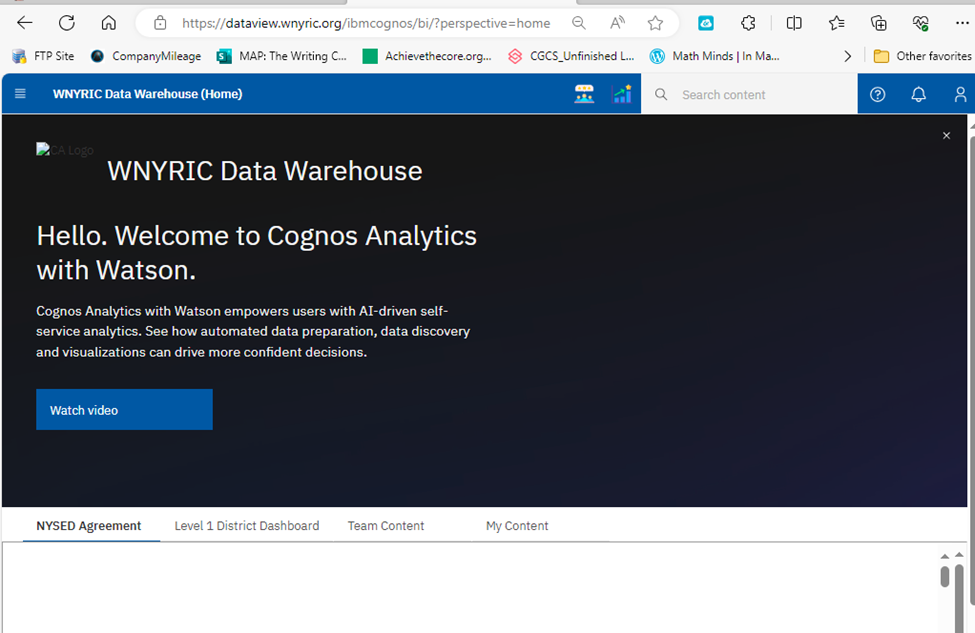 https://dataview.wnyric.org/ibmcognos/bi/?perspective=home
FTP Site
CompanyMileage
MAP: The Writing C...
Achievethecore.org...
CGCS_Unfinished L...
Math Minds | In Ma...
Other favorites
WNYRIC Data Warehouse (Home)
Search content
CA Logo
WNYRIC Data Warehouse
Hello. Welcome to Cognos Analytics
with Watson.
Cognos Analytics with Watson empowers users with AI-driven self-
service analytics. See how automated data preparation, data discovery
and visualizations can drive more confident decisions.
Watch video
NYSED Agreement
Level 1 District Dashboard
Team Content
My Content